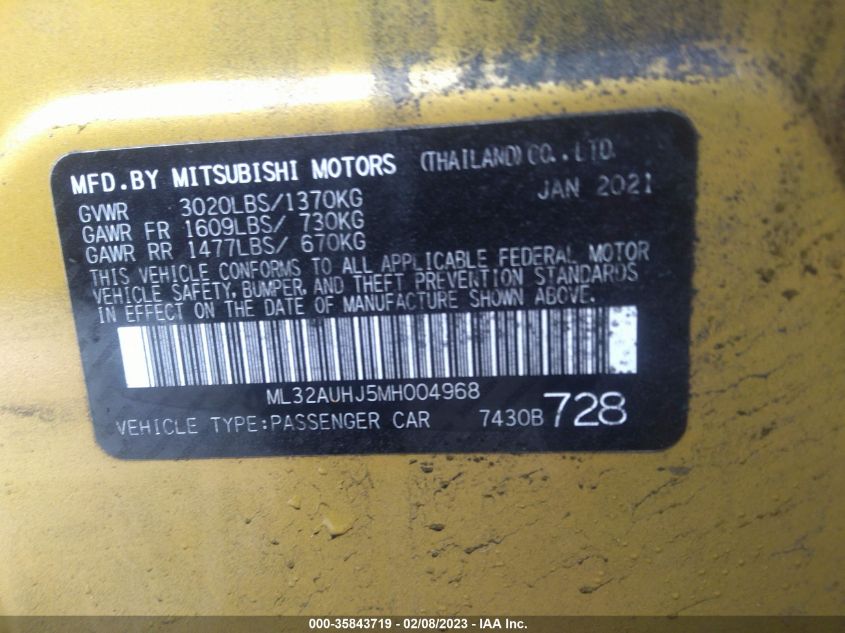 MFD.BY MITSUBISHI MOTORS (THAILAND) CO.,LTD.
JAN 2021
GVWR 3020LBS/1370KG
GAWR FR 1609LBS/ 730KG
GAWR RR 1477LBS/ 670KG
THIS VEHICLE CONFORMS TO ALL APPLICABLE FEDERAL MOTOR
VEHICLE SAFETY, BUMPER, AND THEFT PREVENTION STANDARDS
IN EFFECT ON THE DATE OF MANUFACTURE SHOWN ABOVE.
ML32AUHJ5MH004968
VEHICLE TYPE:PASSENGER CAR 7430B 728
000-35843719 - 02/08/2023 - IAA Inc.